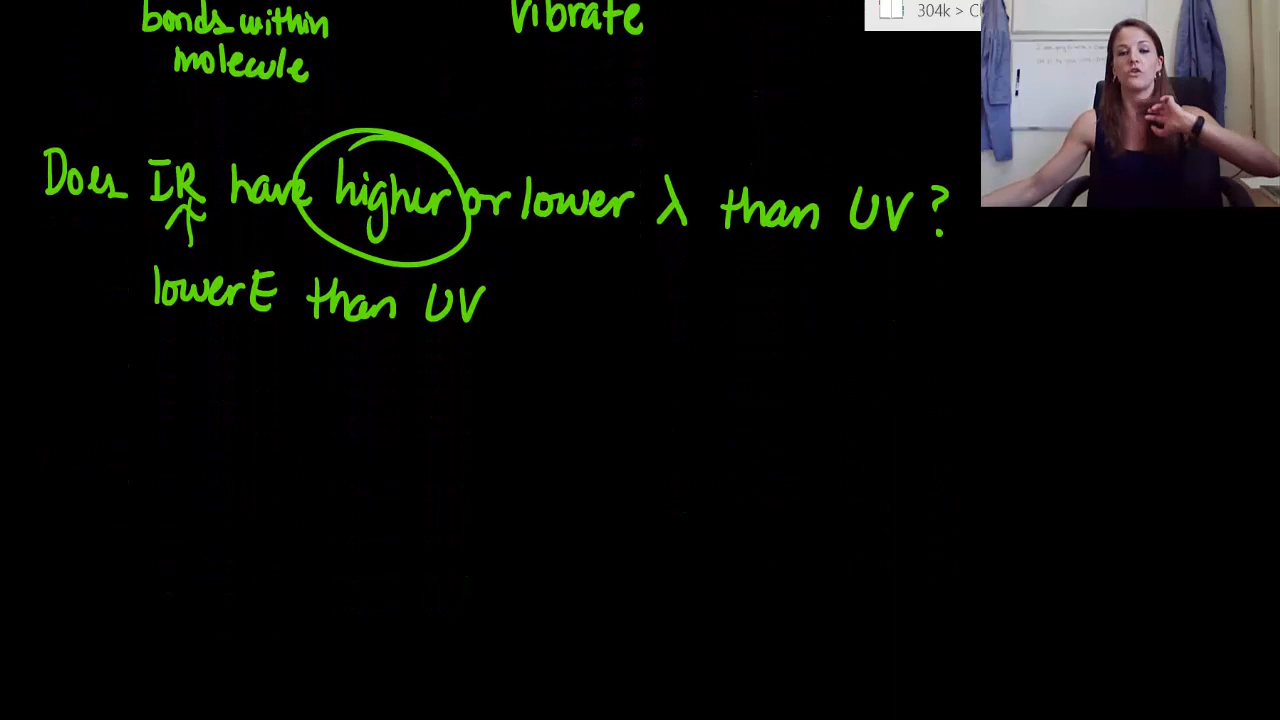 bonds within
molecule
vibrate
304k >
Does IR have higher or lower λ than UV?
lower E than UV